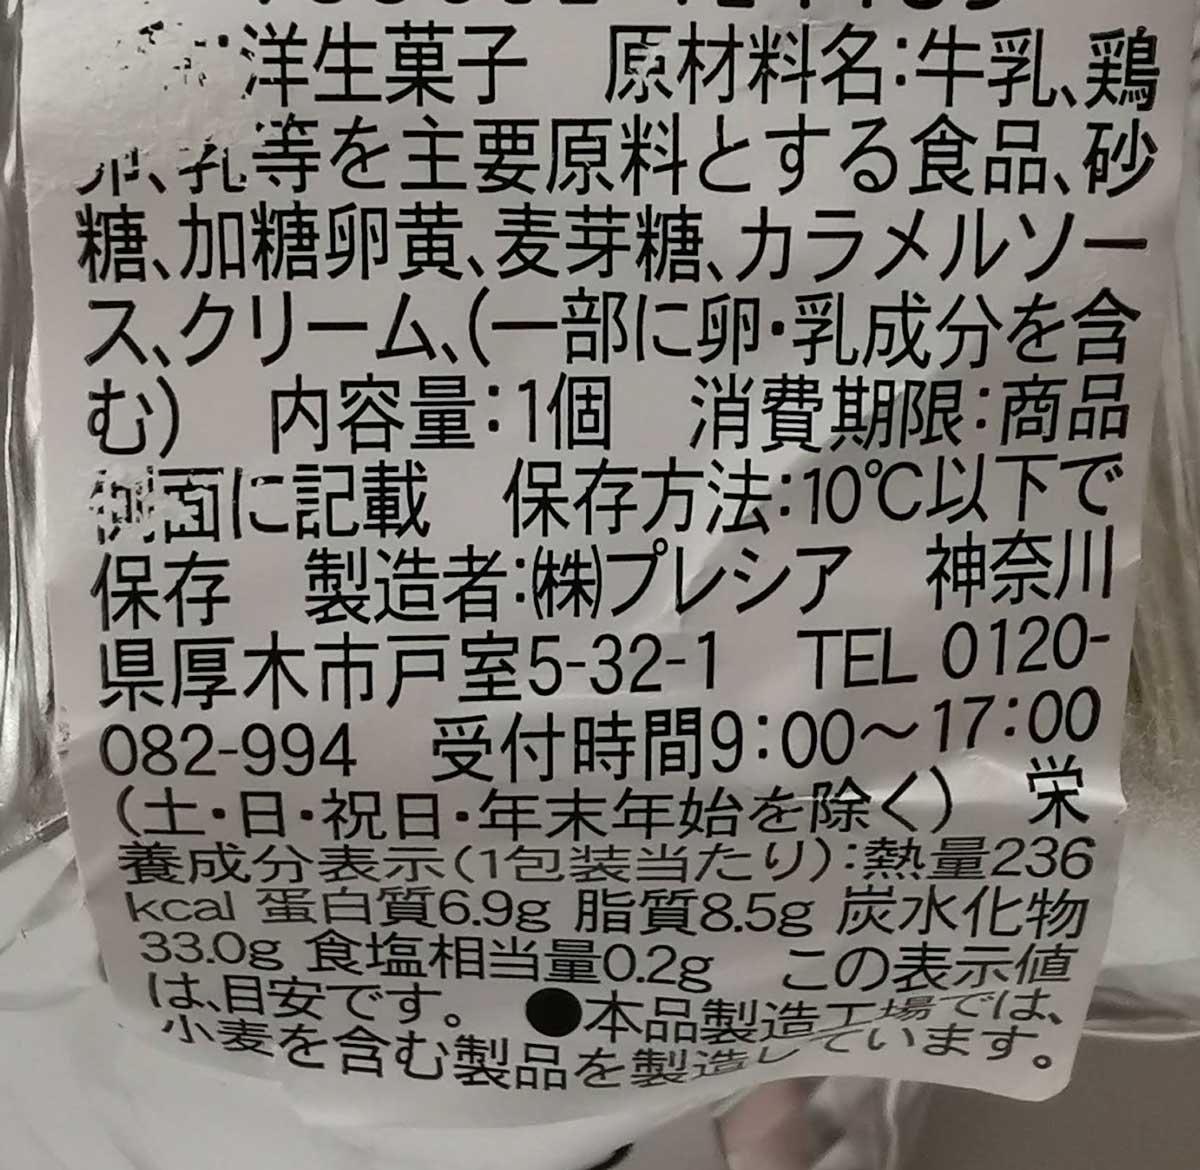 洋生菓子 原材料名:牛乳、鶏
卵、乳等を主要原料とする食品、砂
糖、加糖卵黄、麦芽糖、カラメルソー
ス、クリーム、(一部に卵・乳成分を含
む) 内容量:1個 消費期限:商品
側面に記載 保存方法:10℃以下で
保存 製造者:(株)プレシア 神奈川
県厚木市戸室5-32-1 TEL 0120-
082-994 受付時間9:00〜17:00
(土・日・祝日・年末年始を除く) 栄
養成分表示(1包装当たり):熱量236
kcal 蛋白質6.9g 脂質8.5g 炭水化物
33.0g 食塩相当量0.2g この表示値
は、目安です。 ●本品製造工場では、
小麦を含む製品を製造しています。